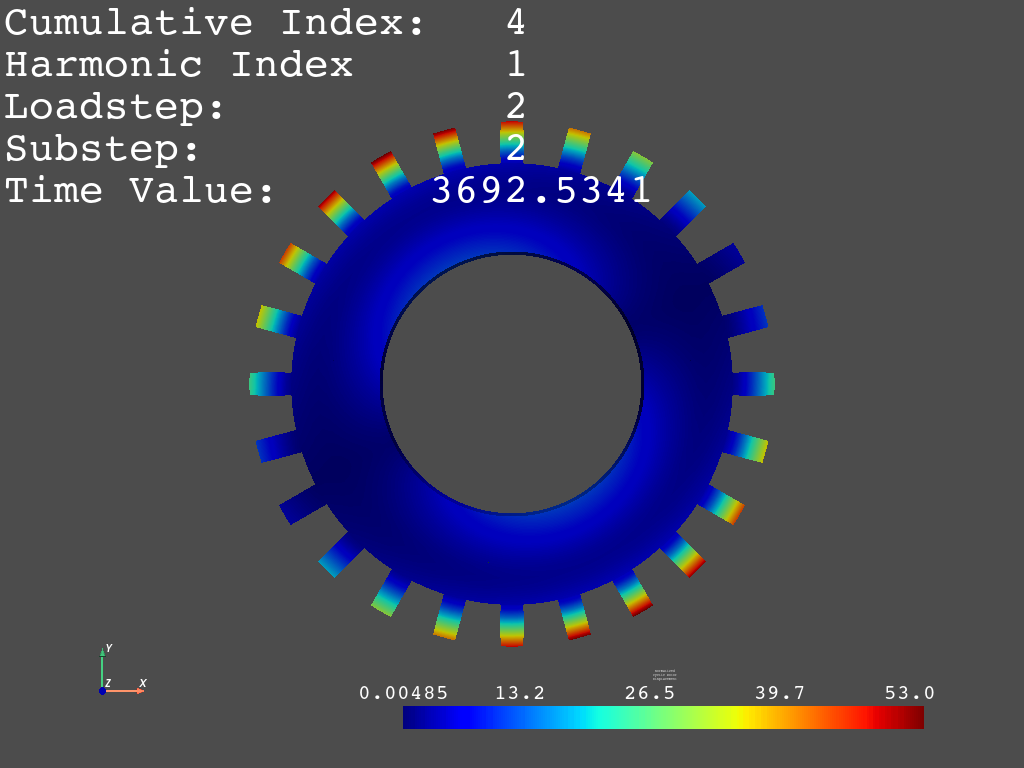 Cumulative Index: 4
Harmonic Index 1
Loadstep: 2
Substep: 2
Time Value: 3692.5341
Y
Z X
0.00485 13.2 26.5 39.7 53.0